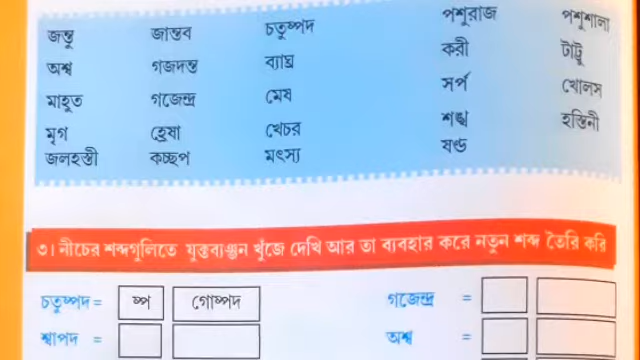 জন্তু জান্তব চতুষ্পদ পশুরাজ পশুশালা
অশ্ব গজদন্ত ব্যাঘ্র করী টাট্টু
মাহুত গজেন্দ্র মেষ সর্প খোলস
মৃগ হ্রেষা খেচর শঙ্খ হস্তিনী
জলহস্তী কচ্ছপ মৎস্য ষণ্ড
৩। নীচের শব্দগুলিতে যুক্তব্যঞ্জন খুঁজে দেখি আর তা ব্যবহার করে নতুন শব্দ তৈরি করি
চতুষ্পদ = ষ্প গোষ্পদ গজেন্দ্র =
শ্বাপদ = অশ্ব =